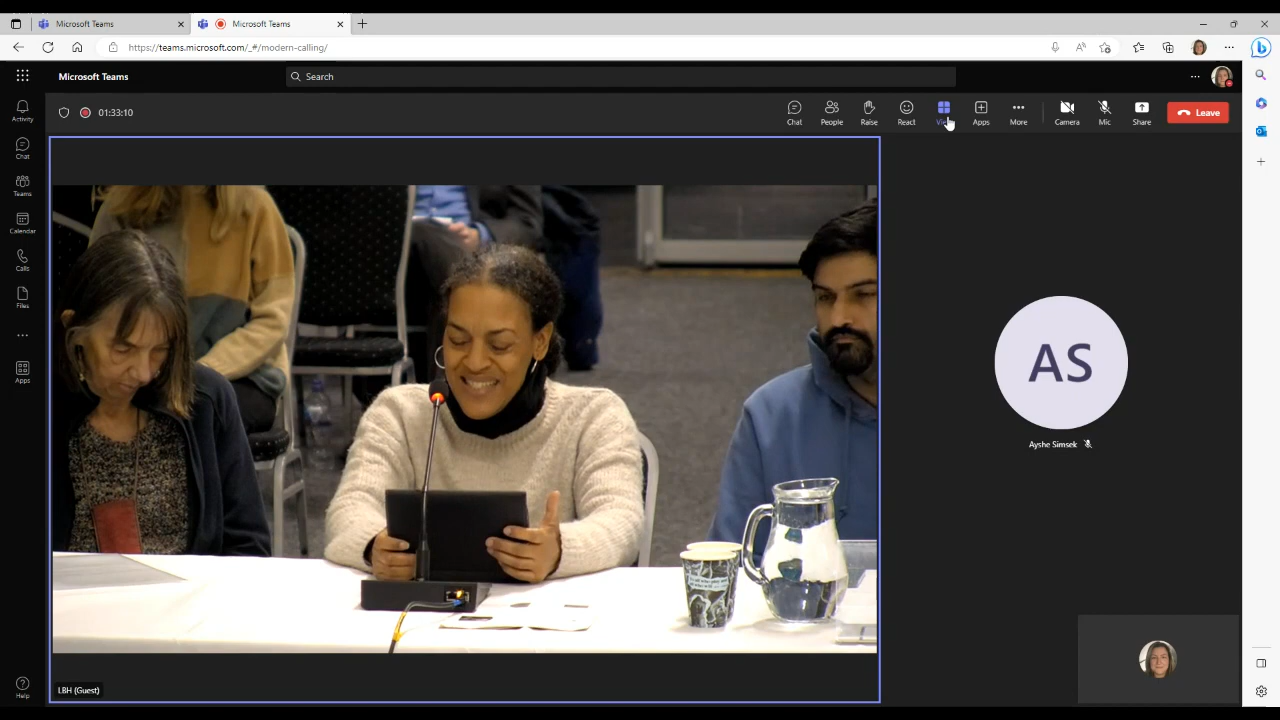 Microsoft Teams
Microsoft Teams
https://teams.microsoft.com/_#/modern-calling/
Microsoft Teams
Search
01:33:10
Chat
People
Raise
React
Apps
More
Camera
Mic
Share
Leave
Activity
Chat
Teams
Calendar
Calls
Files
Apps
Help
AS
Ayshe Simsek
LBH (Guest)